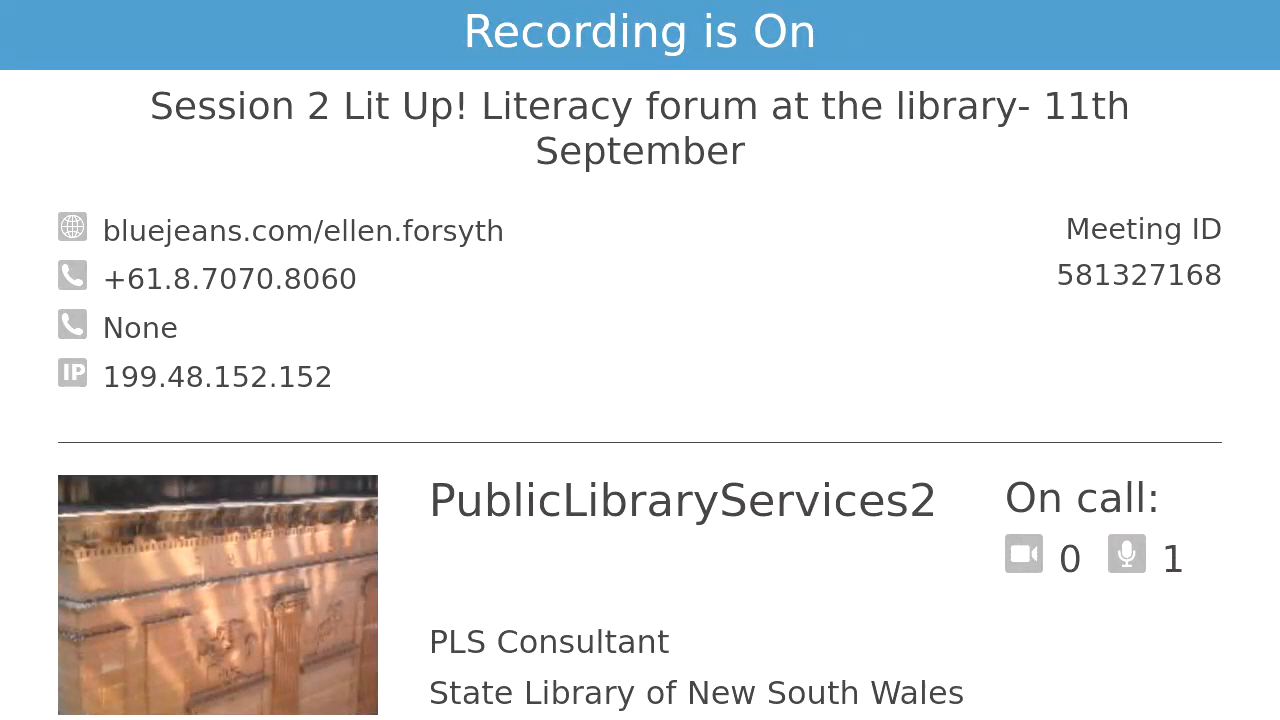 Recording is On
Session 2 Lit Up! Literacy forum at the library- 11th
September
bluejeans.com/ellen.forsyth
+61.8.7070.8060
None
IP 199.48.152.152
Meeting ID
581327168
PublicLibraryServices2
On call:
0 1
PLS Consultant
State Library of New South Wales